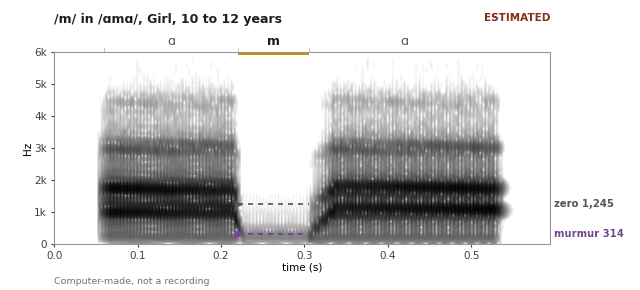 /m/ in /ɑmɑ/, Girl, 10 to 12 years
ESTIMATED
ɑ m ɑ
6k
5k
4k
3k
2k
1k
0
Hz
zero 1,245
murmur 314
0.0 0.1 0.2 0.3 0.4 0.5
time (s)
Computer-made, not a recording